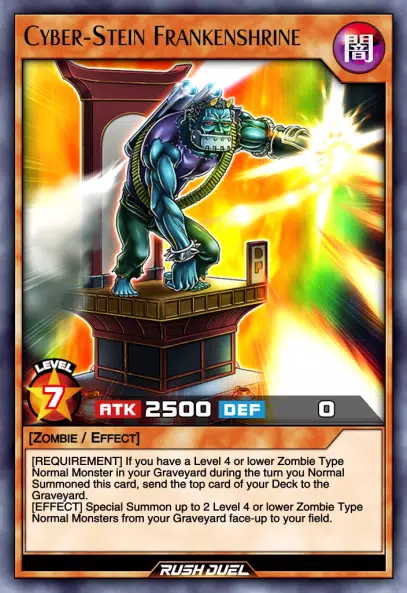 CYBER-STEIN FRANKENSHRINE
闇
LEVEL
7
ATK 2500 DEF 0
[ZOMBIE / EFFECT]
[REQUIREMENT] If you have a Level 4 or lower Zombie Type
Normal Monster in your Graveyard during the turn you Normal
Summoned this card, send the top card of your Deck to the
Graveyard.
[EFFECT] Special Summon up to 2 Level 4 or lower Zombie Type
Normal Monsters from your Graveyard face-up to your field.
RUSH DUEL